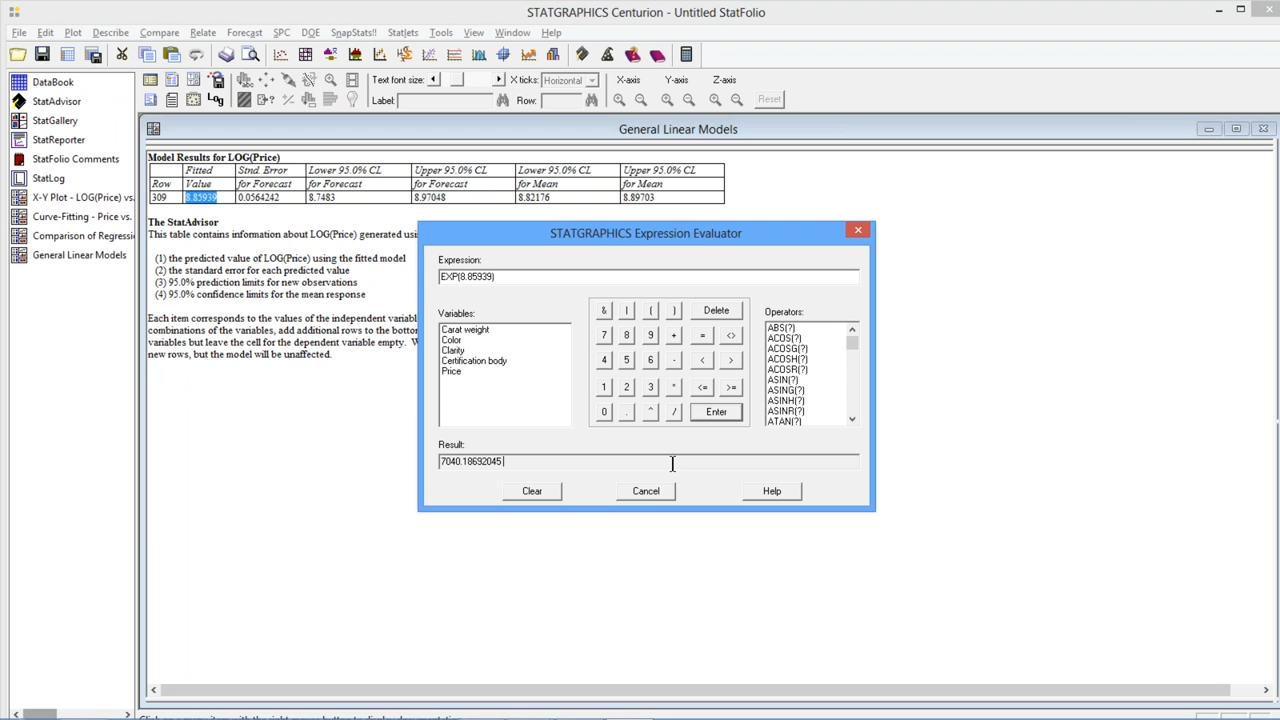 STATGRAPHICS Centurion - Untitled StatFolio
File Edit Plot Describe Compare Relate Forecast SPC DOE SnapStats!! Statlets Tools View Window Help
Text font size: X ticks: Horizontal X-axis Y-axis Z-axis
Log Label: Row: Reset
DataBook
StatAdvisor
StatGallery
StatReporter
StatFolio Comments
StatLog
X-Y Plot - LOG(Price) vs.
Curve-Fitting - Price vs.
Comparison of Regressi
General Linear Models
General Linear Models
Model Results for LOG(Price)
Fitted Stnd. Error Lower 95.0% CL Upper 95.0% CL Lower 95.0% CL Upper 95.0% CL
Row Value for Forecast for Forecast for Forecast for Mean for Mean
309 8.85939 0.0564242 8.7483 8.97048 8.82176 8.89703
The StatAdvisor
This table contains information about LOG(Price) generated usi
(1) the predicted value of LOG(Price) using the fitted model
(2) the standard error for each predicted value
(3) 95.0% prediction limits for new observations
(4) 95.0% confidence limits for the mean response
Each item corresponds to the values of the independent variabl
combinations of the variables, add additional rows to the bottom
variables but leave the cell for the dependent variable empty. W
new rows, but the model will be unaffected.
STATGRAPHICS Expression Evaluator
Expression:
EXP(8.85939)
Variables:
Carat weight
Color
Clarity
Certification body
Price
& | ( ) Delete
7 8 9 + = <>
4 5 6 - < >
1 2 3 * <= >=
0 . ^ / Enter
Operators:
ABS(?)
ACOS(?)
ACOSG(?)
ACOSH(?)
ACOSR(?)
ASIN(?)
ASING(?)
ASINH(?)
ASINR(?)
ATAN(?)
Result:
7040.18692045
Clear Cancel Help